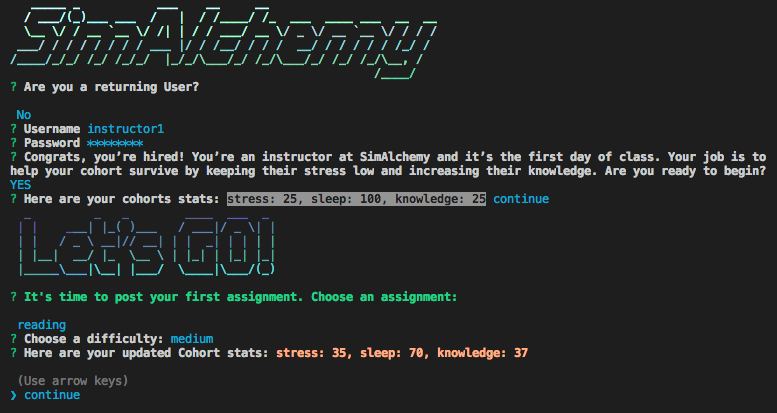 SimAlchemy
? Are you a returning User?
No
? Username instructor1
? Password ********
? Congrats, you’re hired! You’re an instructor at SimAlchemy and it’s the first day of class. Your job is to
help your cohort survive by keeping their stress low and increasing their knowledge. Are you ready to begin?
YES
? Here are your cohorts stats: stress: 25, sleep: 100, knowledge: 25 continue
Let's GO!
? It's time to post your first assignment. Choose an assignment:
reading
? Choose a difficulty: medium
? Here are your updated Cohort stats: stress: 35, sleep: 70, knowledge: 37
(Use arrow keys)
❯ continue